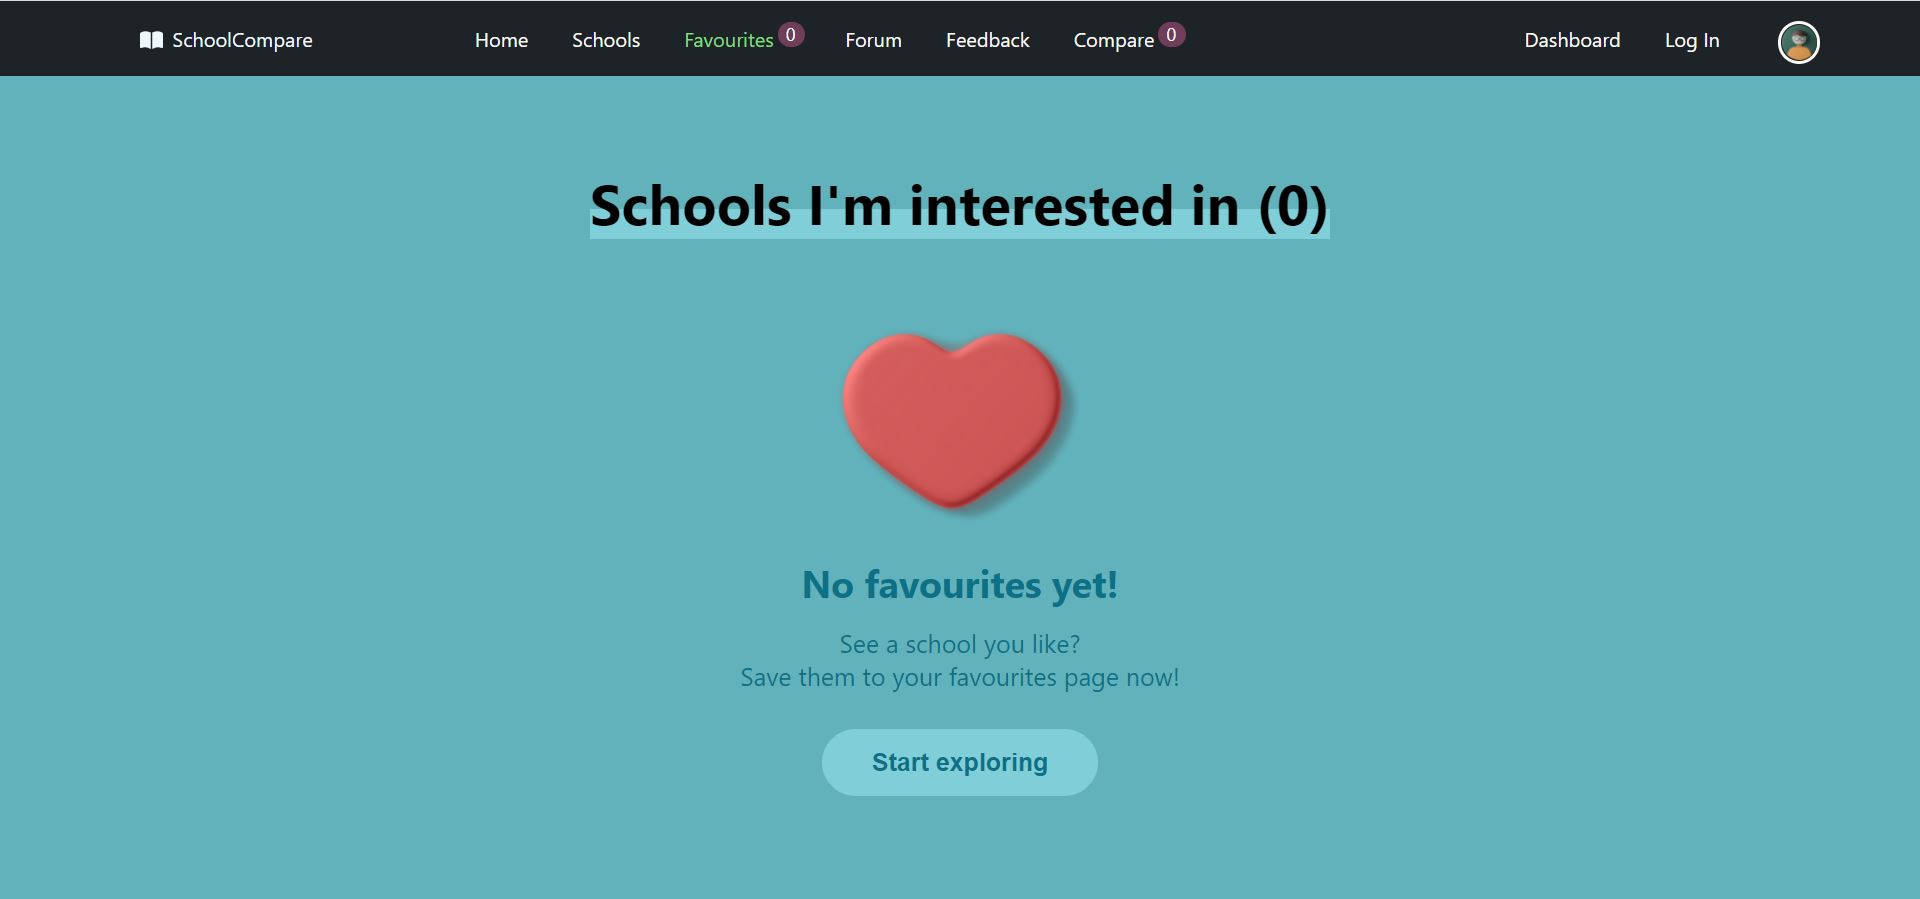 SchoolCompare Home Schools Favourites 0 Forum Feedback Compare 0 Dashboard Log In
Schools I'm interested in (0)
No favourites yet!
See a school you like?
Save them to your favourites page now!
Start exploring